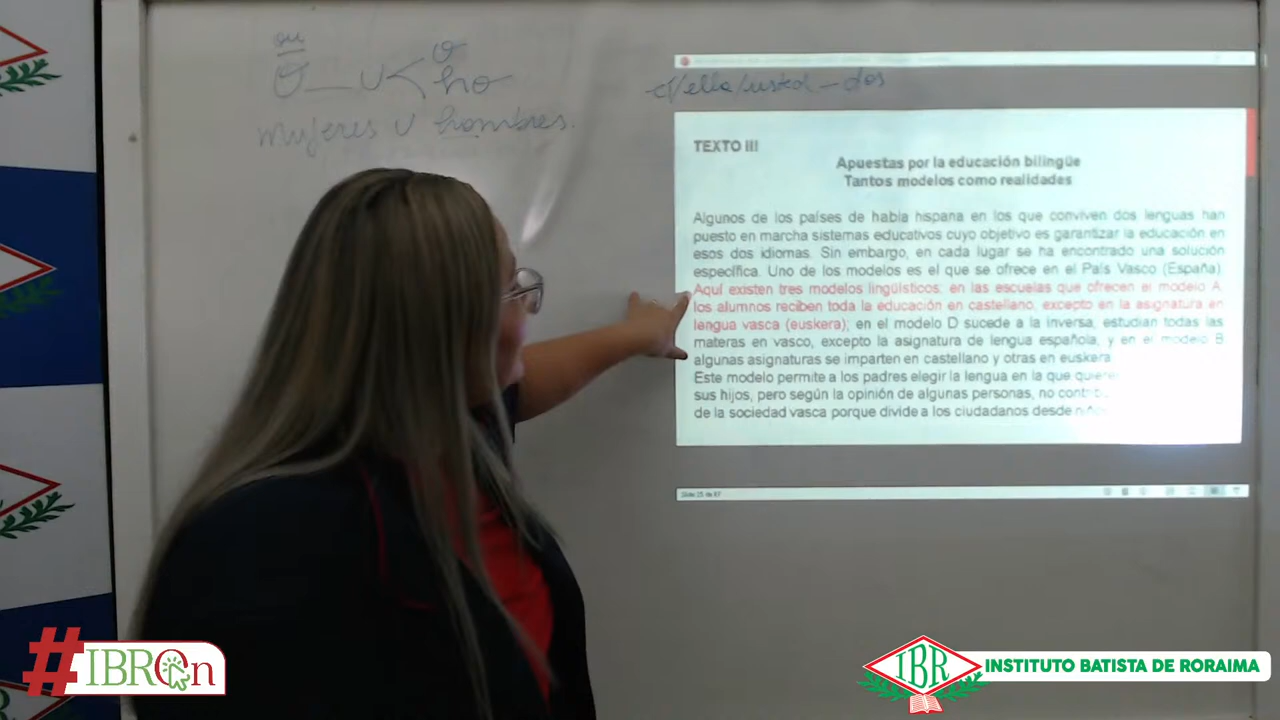 ou
O __ U < o
ho
mujeres U hombres.
él/ella/usted - dos
TEXTO III
Apuestas por la educación bilingüe
Tantos modelos como realidades
Algunos de los países de habla hispana en los que conviven dos lenguas han
puesto en marcha sistemas educativos cuyo objetivo es garantizar la educación en
esos dos idiomas. Sin embargo, en cada lugar se ha encontrado una solución
específica. Uno de los modelos es el que se ofrece en el País Vasco (España)
Aquí existen tres modelos lingüísticos: en las escuelas que ofrecen el modelo A,
los alumnos reciben toda la educación en castellano, excepto en la asignatura en
lengua vasca (euskera); en el modelo D sucede a la inversa, estudian todas las
materas en vasco, excepto la asignatura de lengua española, y en el modelo B
algunas asignaturas se imparten en castellano y otras en euskera
Este modelo permite a los padres elegir la lengua en la que
sus hijos, pero según la opinión de algunas personas, no
de la sociedad vasca porque divide a los ciudadanos desde
Slide 25 de 67
#IBROn
IBR INSTITUTO BATISTA DE RORAIMA